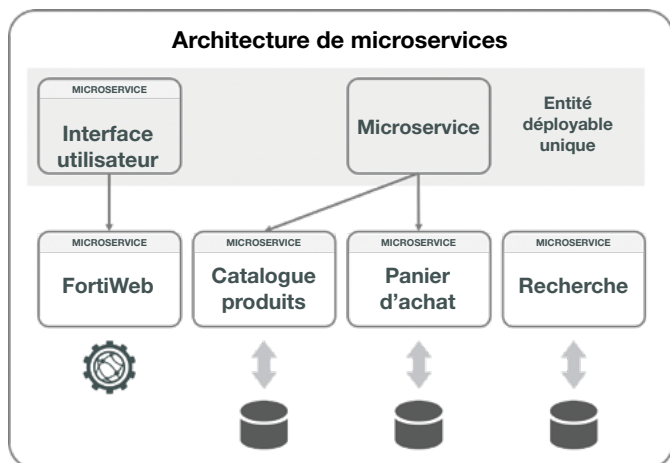 Architecture de microservices
MICROSERVICE
Interface
utilisateur
Microservice
Entité
déployable
unique
MICROSERVICE
FortiWeb
MICROSERVICE
Catalogue
produits
MICROSERVICE
Panier
d’achat
MICROSERVICE
Recherche